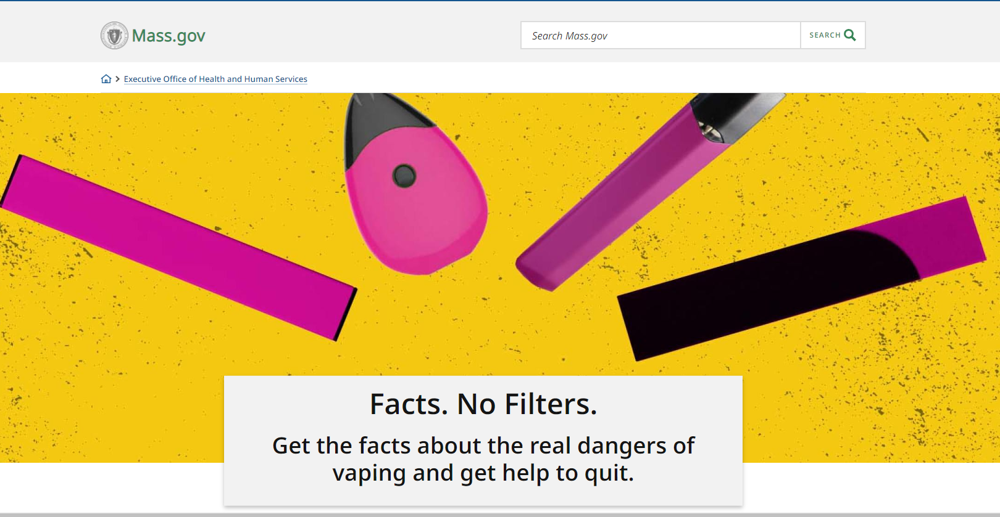 Mass.gov
Search Mass.gov
SEARCH
Executive Office of Health and Human Services
Facts. No Filters.
Get the facts about the real dangers of
vaping and get help to quit.